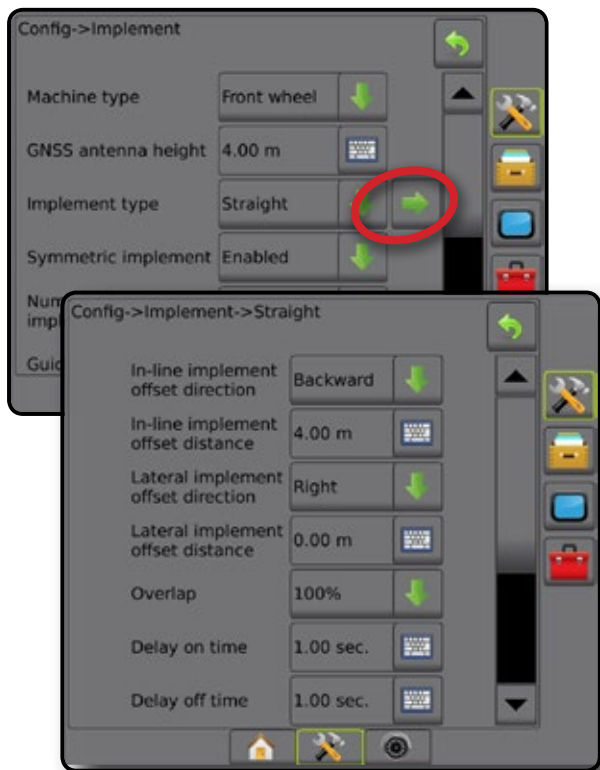 Config->Implement
Machine type Front wheel
GNSS antenna height 4.00 m
Implement type Straight
Symmetric implement Enabled
Config->Implement->Straight
In-line implement
offset direction Backward
In-line implement
offset distance 4.00 m
Lateral implement
offset direction Right
Lateral implement
offset distance 0.00 m
Overlap 100%
Delay on
time 1.00 sec.
Delay off
time 1.00 sec.